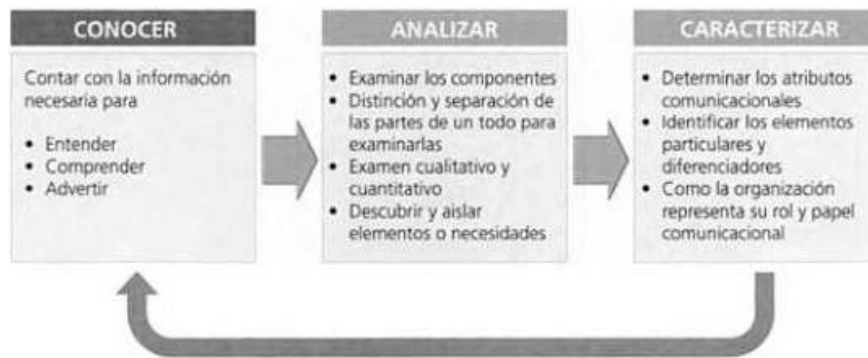 CONOCER
Contar con la información
necesaria para
• Entender
• Comprender
• Advertir
ANALIZAR
• Examinar los componentes
• Distinción y separación de
las partes de un todo para
examinarlas
• Examen cualitativo y
cuantitativo
• Descubrir y aislar
elementos o necesidades
CARACTERIZAR
• Determinar los atributos
comunicacionales
• Identificar los elementos
particulares y
diferenciadores
• Como la organización
representa su rol y papel
comunicacional